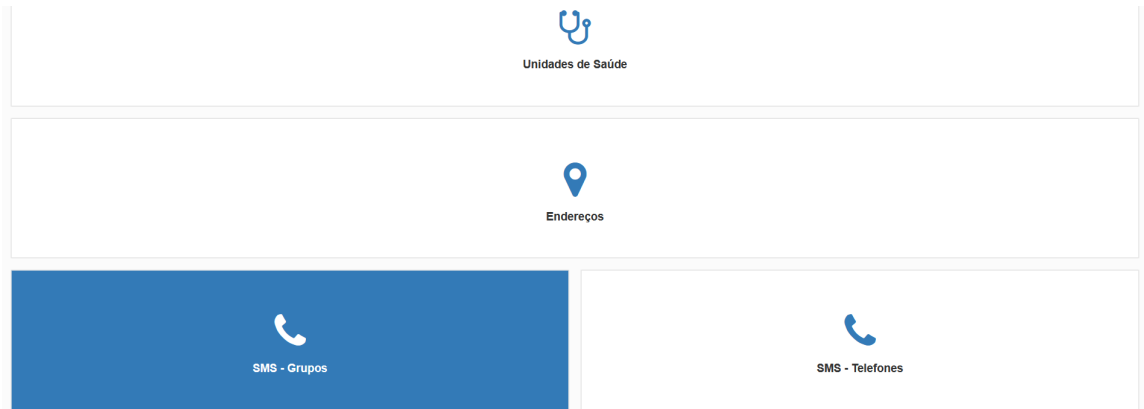 Unidades de Saúde
Endereços
SMS - Grupos
SMS - Telefones